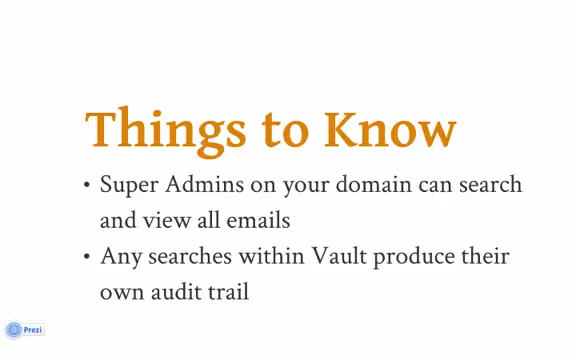 Things to Know
• Super Admins on your domain can search
and view all emails
• Any searches within Vault produce their
own audit trail
Prezi